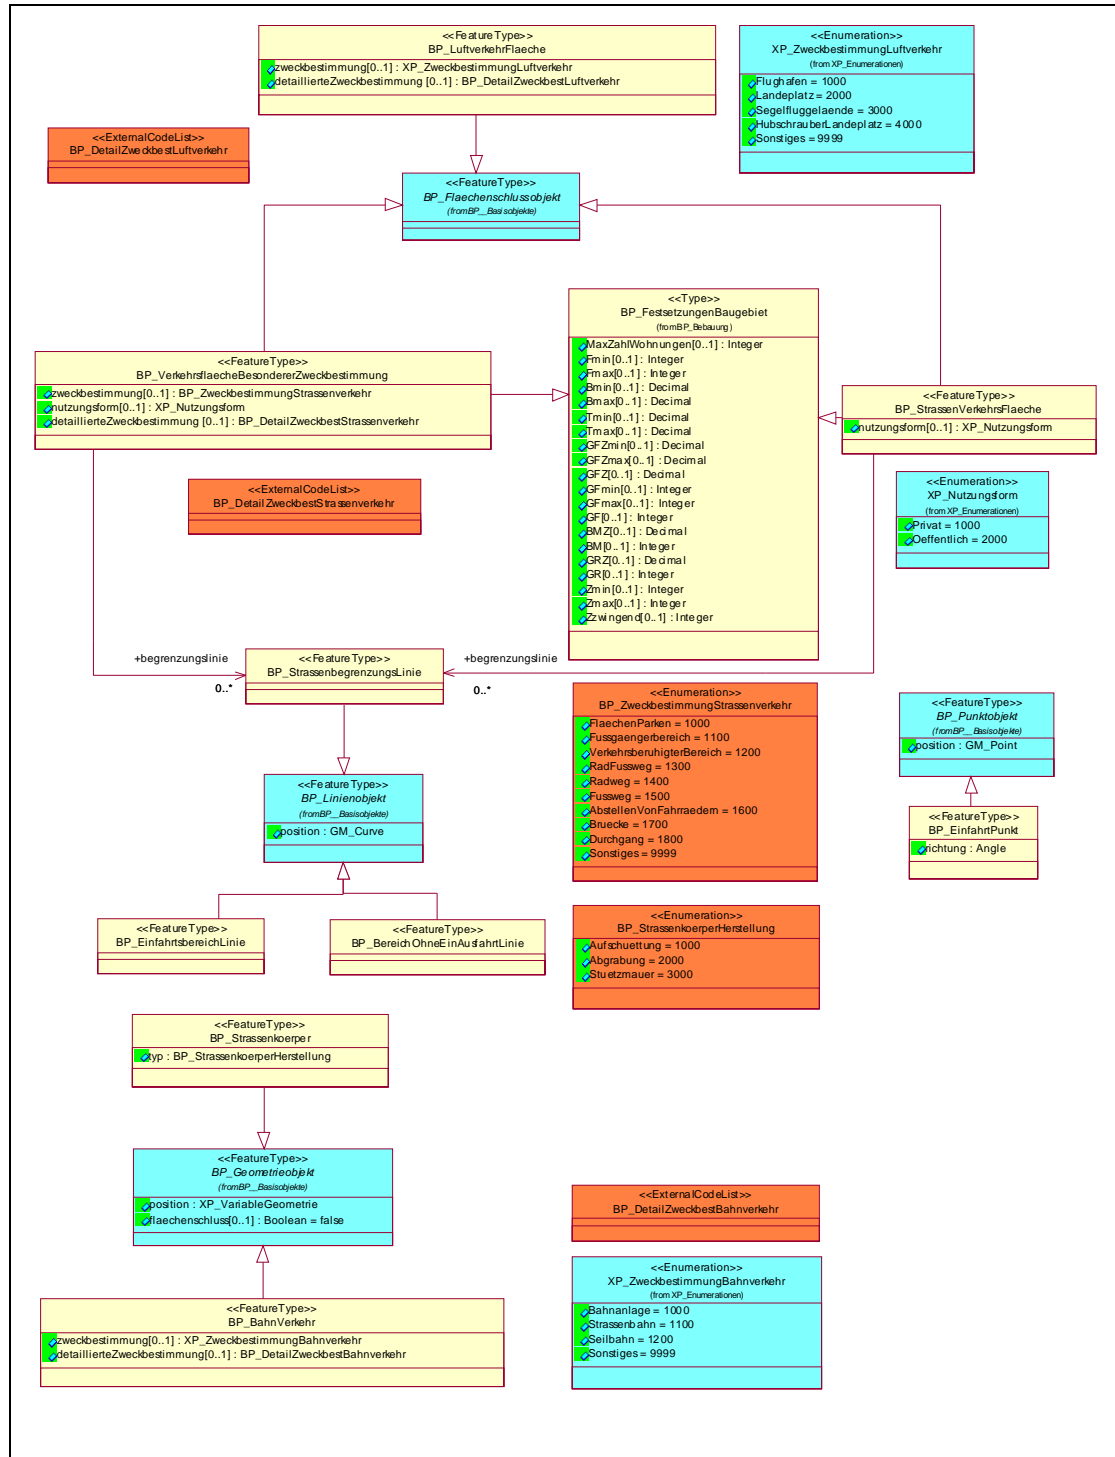 <<FeatureType>>
BP_LuftverkehrFlaeche
zweckbestimmung[0..1] : XP_ZweckbestimmungLuftverkehr
detaillierteZweckbestimmung [0..1] : BP_DetailZweckbestLuftverkehr
<<Enumeration>>
XP_ZweckbestimmungLuftverkehr
(from XP_Enumerationen)
Flughafen = 1000
Landeplatz = 2000
Segelfluggelaende = 3000
HubschrauberLandeplatz = 4000
Sonstiges = 9999
<<ExternalCodeList>>
BP_DetailZweckbestLuftverkehr
<<FeatureType>>
BP_Flaechenschlussobjekt
(from BP_Basisobjekte)
<<Type>>
BP_FestsetzungenBaugebiet
(from BP_Bebauung)
MaxZahlWohnungen[0..1] : Integer
Fmin[0..1] : Integer
Fmax[0..1] : Integer
Bmin[0..1] : Decimal
Bmax[0..1] : Decimal
Tmin[0..1] : Decimal
Tmax[0..1] : Decimal
GFZmin[0..1] : Decimal
GFZmax[0..1] : Decimal
GFZ[0..1] : Decimal
GFmin[0..1] : Integer
GFmax[0..1] : Integer
GF[0..1] : Integer
BMZ[0..1] : Decimal
BM[0..1] : Integer
GRZ[0..1] : Decimal
GR[0..1] : Integer
Zmin[0..1] : Integer
Zmax[0..1] : Integer
Zzwingend[0..1] : Integer
<<FeatureType>>
BP_VerkehrsflaecheBesondererZweckbestimmung
zweckbestimmung[0..1] : BP_ZweckbestimmungStrassenverkehr
nutzungsform[0..1] : XP_Nutzungsform
detaillierteZweckbestimmung [0..1] : BP_DetailZweckbestStrassenverkehr
<<FeatureType>>
BP_StrassenVerkehrsFlaeche
nutzungsform[0..1] : XP_Nutzungsform
<<ExternalCodeList>>
BP_DetailZweckbestStrassenverkehr
<<Enumeration>>
XP_Nutzungsform
(from XP_Enumerationen)
Privat = 1000
Oeffentlich = 2000
+begrenzungslinie
0..*
<<FeatureType>>
BP_StrassenbegrenzungsLinie
+begrenzungslinie
0..*
<<Enumeration>>
BP_ZweckbestimmungStrassenverkehr
FlaechenParken = 1000
Fussgaengerbereich = 1100
VerkehrsberuhigterBereich = 1200
RadFussweg = 1300
Radweg = 1400
Fussweg = 1500
AbstellenVonFahrraedern = 1600
Bruecke = 1700
Durchgang = 1800
Sonstiges = 9999
<<FeatureType>>
BP_Punktobjekt
(from BP_Basisobjekte)
position : GM_Point
<<FeatureType>>
BP_Linienobjekt
(from BP_Basisobjekte)
position : GM_Curve
<<FeatureType>>
BP_EinfahrtPunkt
richtung : Angle
<<FeatureType>>
BP_EinfahrtsbereichLinie
<<FeatureType>>
BP_BereichOhneEinAusfahrtLinie
<<Enumeration>>
BP_StrassenkoerperHerstellung
Aufschuettung = 1000
Abgrabung = 2000
Stuetzmauer = 3000
<<FeatureType>>
BP_Strassenkoerper
typ : BP_StrassenkoerperHerstellung
<<FeatureType>>
BP_Geometrieobjekt
(from BP_Basisobjekte)
position : XP_VariableGeometrie
flaechenschluss[0..1] : Boolean = false
<<ExternalCodeList>>
BP_DetailZweckbestBahnverkehr
<<Enumeration>>
XP_ZweckbestimmungBahnverkehr
(from XP_Enumerationen)
Bahnanlage = 1000
Strassenbahn = 1100
Seilbahn = 1200
Sonstiges = 9999
<<FeatureType>>
BP_BahnVerkehr
zweckbestimmung[0..1] : XP_ZweckbestimmungBahnverkehr
detaillierteZweckbestimmung[0..1] : BP_DetailZweckbestBahnverkehr